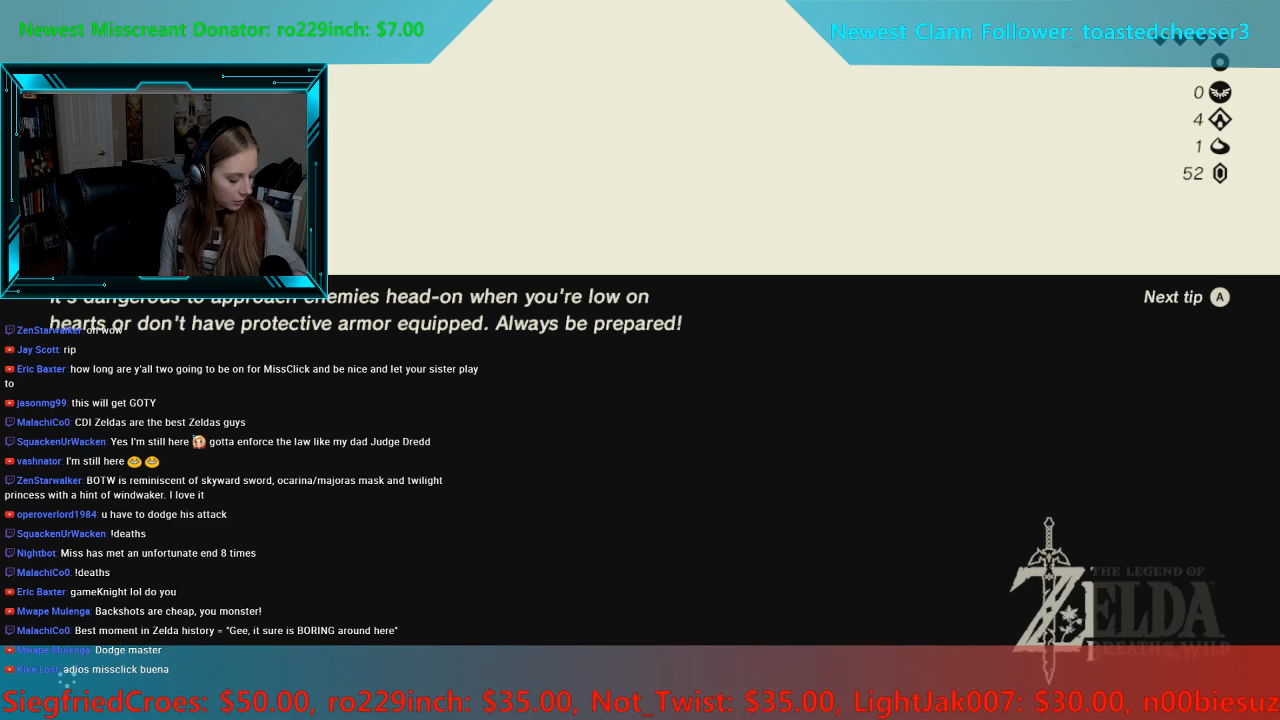 Newest Misscreant Donator: ro229inch: $7.00
Newest Clann Follower: toastedcheeser3
0
4
1
52
It's dangerous to approach enemies head-on when you're low on
hearts or don't have protective armor equipped. Always be prepared!
Next tip A
ZenStarwalker: oh wow
Jay Scott: rip
Eric Baxter: how long are y'all two going to be on for MissClick and be nice and let your sister play
to
jasonmg99: this will get GOTY
MalachiCo0: CDI Zeldas are the best Zeldas guys
SquackenUrWacken: Yes I'm still here gotta enforce the law like my dad Judge Dredd
vashnator: I'm still here
ZenStarwalker: BOTW is reminiscent of skyward sword, ocarina/majoras mask and twilight
princess with a hint of windwaker. I love it
operoverlord1984: u have to dodge his attack
SquackenUrWacken: !deaths
Nightbot: Miss has met an unfortunate end 8 times
MalachiCo0: !deaths
Eric Baxter: gameKnight lol do you
Mwape Mulenga: Backshots are cheap, you monster!
MalachiCo0: Best moment in Zelda history = "Gee, it sure is BORING around here"
Mwape Mulenga: Dodge master
Kike Lost: adios missclick buena
THE LEGEND OF
ZELDA
BREATH OF THE WILD
SiegfriedCroes: $50.00, ro229inch: $35.00, Not_Twist: $35.00, LightJak007: $30.00, n00biesuz